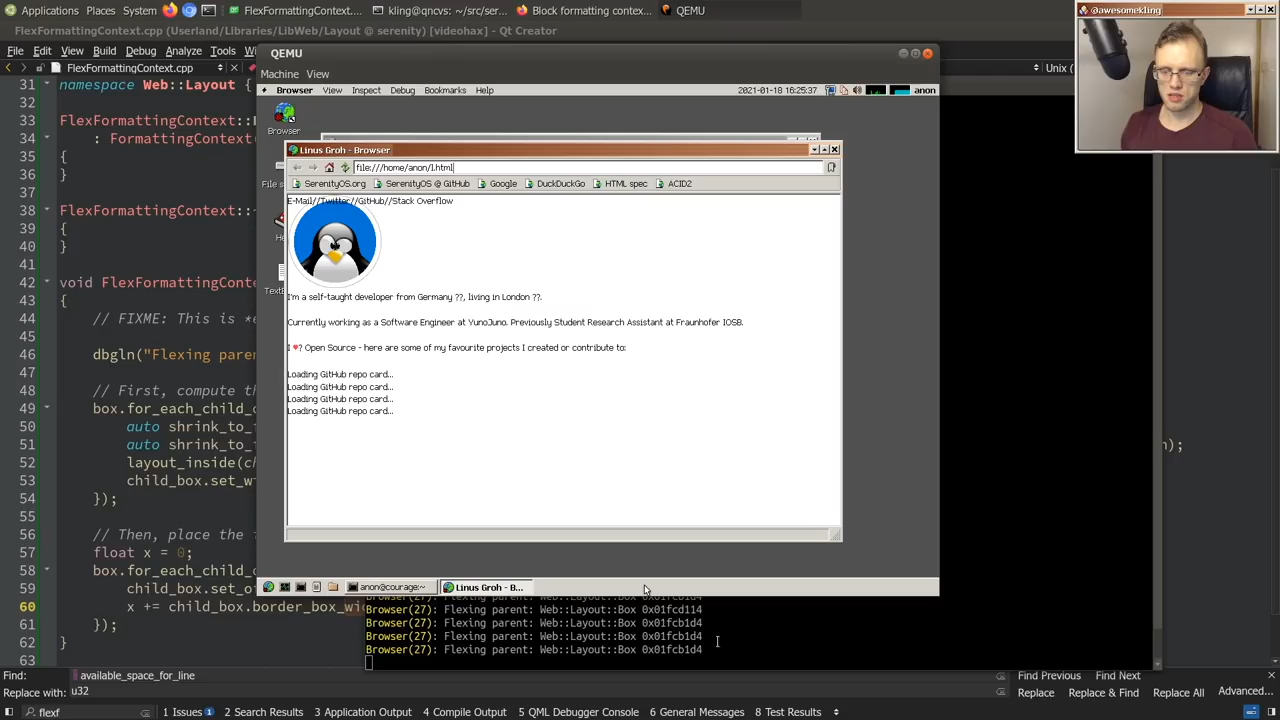 Applications Places System FlexFormattingContext.... kling@qncvs: ~/src/ser... Block formatting contex... QEMU
FlexFormattingContext.cpp (Userland/Libraries/LibWeb/Layout @ serenity) [videohax] - Qt Creator
@awesomekling
File Edit View Build Debug Analyze Tools
QEMU
FlexFormattingContext.cpp
Unix (
Machine View
31 namespace Web::Layout {
Browser View Inspect Debug Bookmarks Help 2021-01-18 16:25:37 anon
32
33 FlexFormattingContext::
34 : FormattingContext(
35 {
36 }
37
38 FlexFormattingContext::~
39 {
40 }
41
42 void FlexFormattingConte
43 {
44 // FIXME: This is *e
45
46 dbgln("Flexing paren
47
48 // First, compute th
49 box.for_each_child_o
50 auto shrink_to_
51 auto shrink_to_
52 layout_inside(ch
53 child_box.set_wi
54 });
55
56 // Then, place the
57 float x = 0;
58 box.for_each_child_o
59 child_box.set_o
60 x += child_box.border_box_wi
61 });
62 }
63
);
Browser
Linus Groh - Browser
file:///home/anon/l.html
SerenityOS.org SerenityOS @ GitHub Google DuckDuckGo HTML spec ACID2
E-Mail//Twitter//GitHub//Stack Overflow
I'm a self-taught developer from Germany ??, living in London ??.
Currently working as a Software Engineer at YunoJuno. Previously Student Research Assistant at Fraunhofer IOSB.
I ♥? Open Source - here are some of my favourite projects I created or contribute to:
Loading GitHub repo card...
Loading GitHub repo card...
Loading GitHub repo card...
Loading GitHub repo card...
anon@courage:~ Linus Groh - B...
Browser(27): Flexing parent: Web::Layout::Box 0x01fcb1d4
Browser(27): Flexing parent: Web::Layout::Box 0x01fcd114
Browser(27): Flexing parent: Web::Layout::Box 0x01fcb1d4
Browser(27): Flexing parent: Web::Layout::Box 0x01fcb1d4
Browser(27): Flexing parent: Web::Layout::Box 0x01fcb1d4
Find: available_space_for_line Find Previous Find Next
Replace with: u32 Replace Replace & Find Replace All Advanced...
flexf 1 Issues 1 2 Search Results 3 Application Output 4 Compile Output 5 QML Debugger Console 6 General Messages 8 Test Results